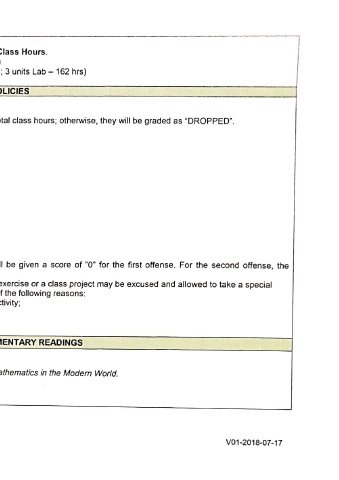 Class Hours.
)
; 3 units Lab – 162 hrs)
OLICIES
otal class hours; otherwise, they will be graded as "DROPPED".
ll be given a score of "0" for the first offense. For the second offense, the
exercise or a class project may be excused and allowed to take a special
f the following reasons:
ctivity;
MENTARY READINGS
athematics in the Modern World.
V01-2018-07-17